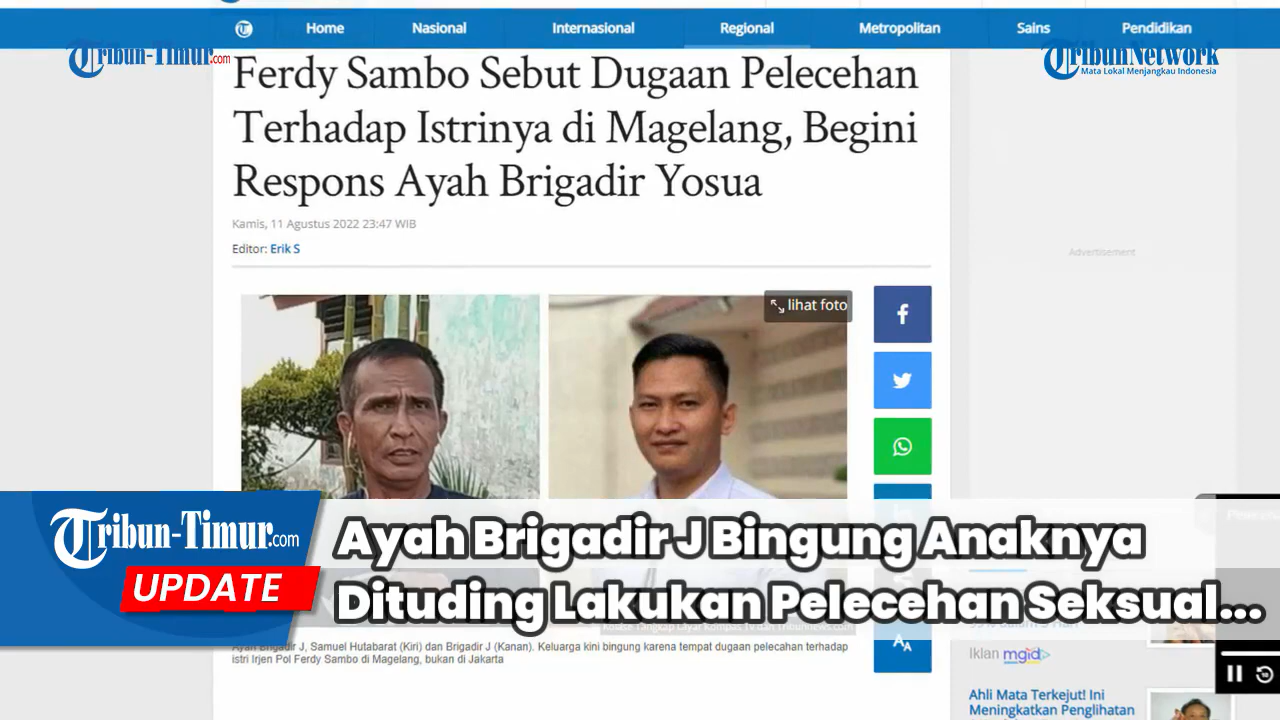 Home Nasional Internasional Regional Metropolitan Sains Pendidikan
Tribun-Timur.com
TribunNetwork
Mata Lokal Menjangkau Indonesia
Ferdy Sambo Sebut Dugaan Pelecehan
Terhadap Istrinya di Magelang, Begini
Respons Ayah Brigadir Yosua
Kamis, 11 Agustus 2022 23:47 WIB
Editor: Erik S
Advertisement
lihat foto
Tribun-Timur.com
UPDATE
Ayah Brigadir J Bingung Anaknya
Dituding Lakukan Pelecehan Seksual...
Ayah Brigadir J, Samuel Hutabarat (Kiri) dan Brigadir J (Kanan). Keluarga kini bingung karena tempat dugaan pelecehan terhadap
istri Irjen Pol Ferdy Sambo di Magelang, bukan di Jakarta
AA
Iklan mgid
Ahli Mata Terkejut! Ini
Meningkatkan Penglihatan